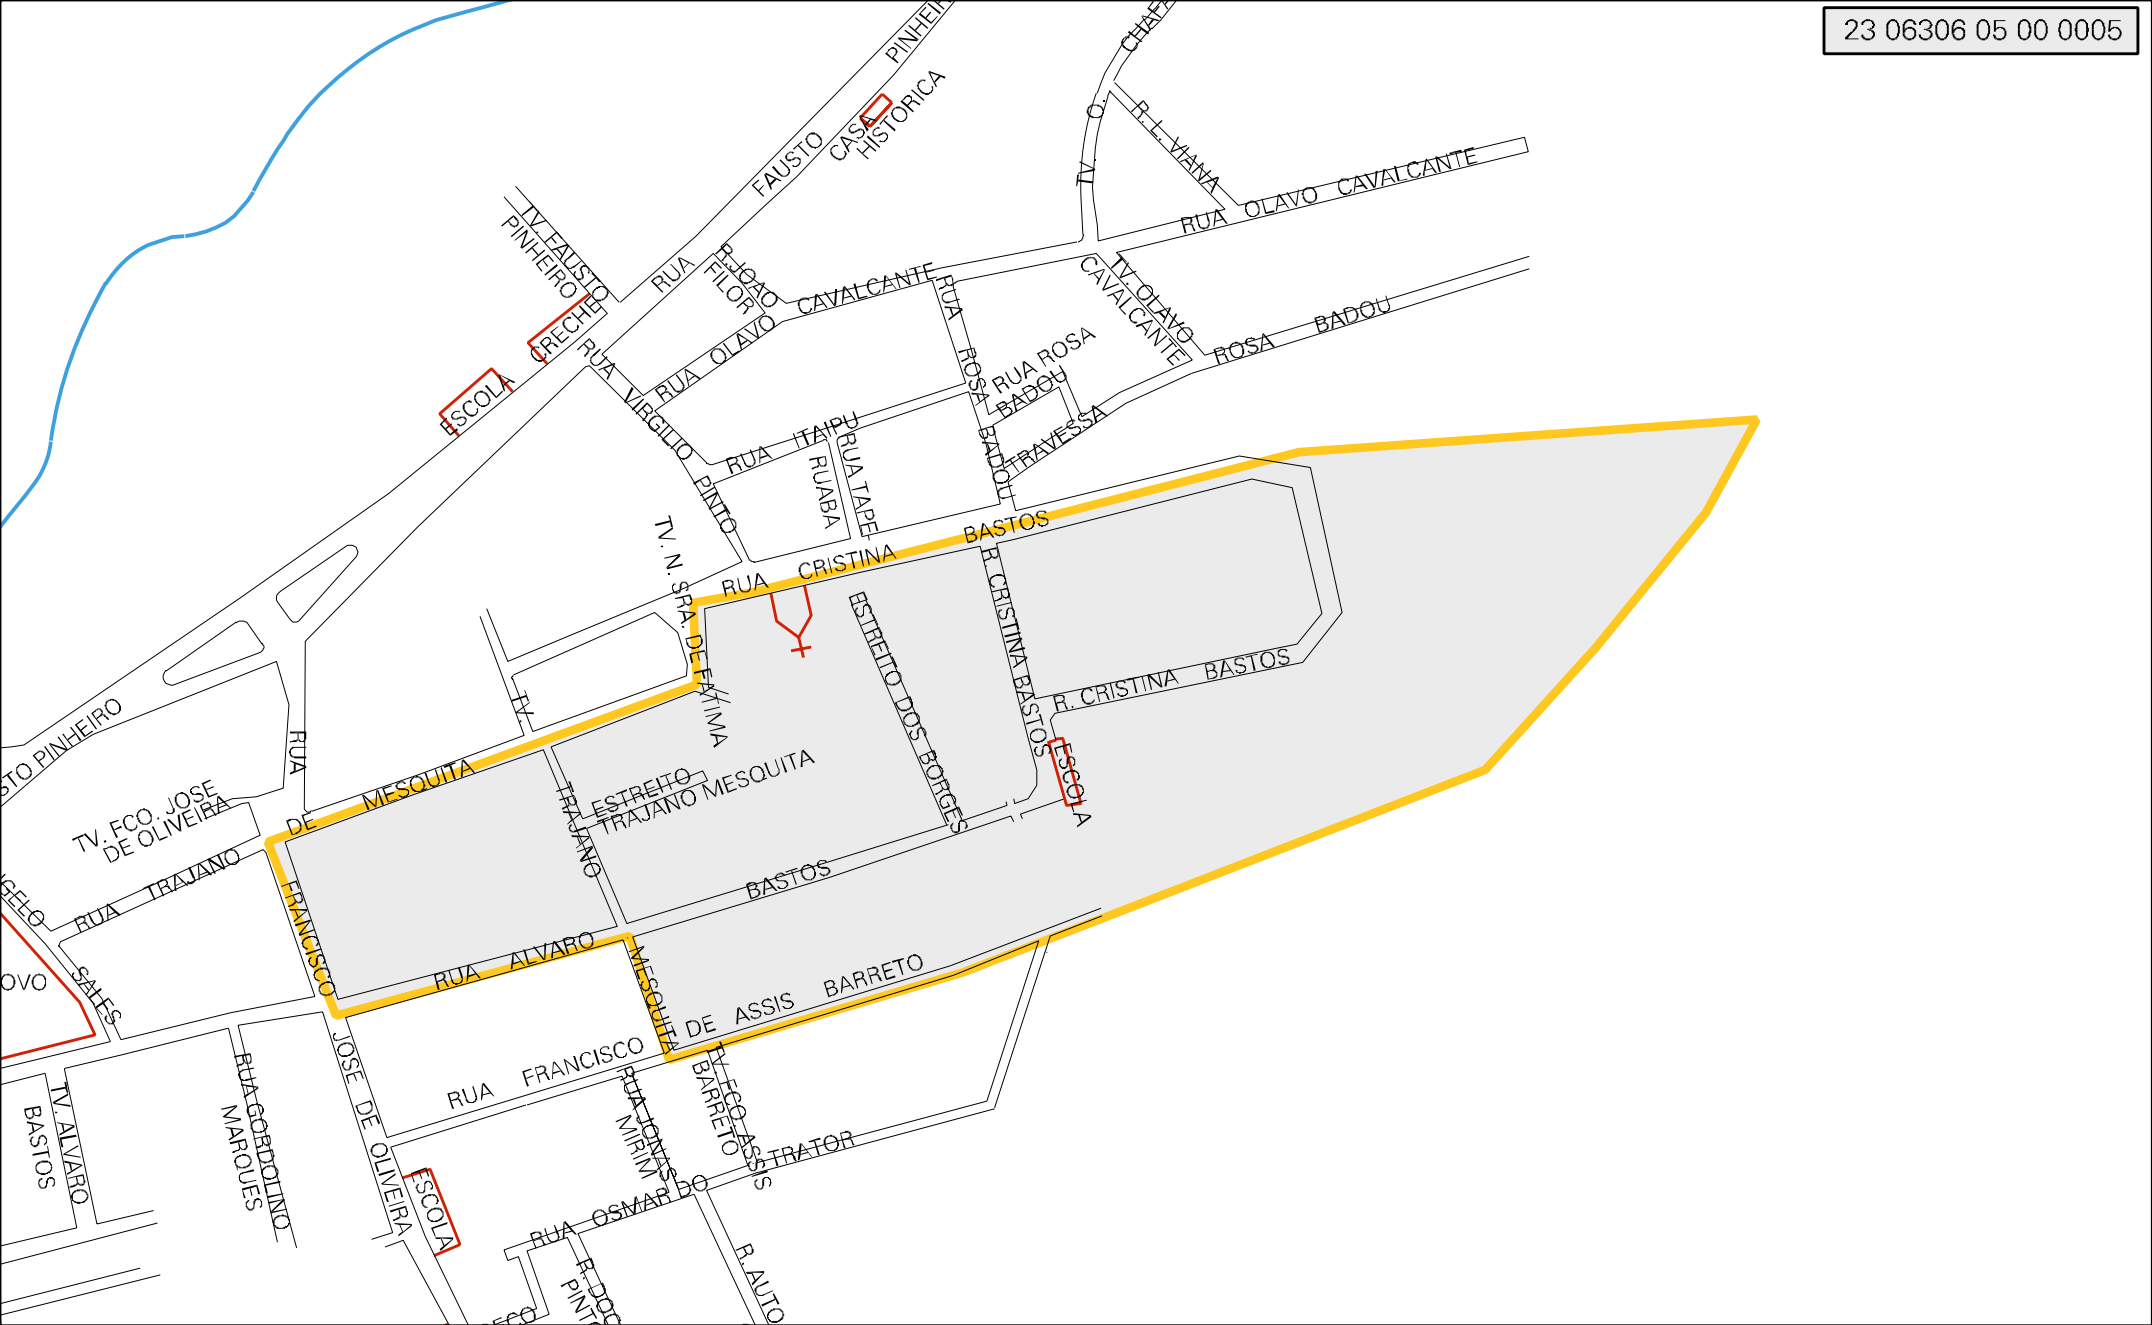 23 06306 05 00 0005
RUA FAUSTO
CASA
HISTORICA
TV. O.
R. L. VIANA
RUA OLAVO CAVALCANTE
TV. FAUSTO
PINHEIRO
R. JOAO
FILOR
RUA OLAVO CAVALCANTE
TV. OLAVO
CAVALCANTE
CRECHE
ESCOLA
RUA VIRGILIO PINTO
RUA ROSA BADOU
RUA ROSA
BADOU
TRAVESSA ROSA BADOU
RUA ITAIPU
RUA TAPE
RUABA
TV. N. SRA. DE FATIMA
RUA CRISTINA BASTOS
R. CRISTINA BASTOS
R. CRISTINA BASTOS
ESTREITO DOS BORGES
ESCOLA
STO PINHEIRO
RUA
TV. FCO. JOSE
DE OLIVEIRA
RUA TRAJANO DE MESQUITA
TV. TRAJANO MESQUITA
ESTREITO
TRAJANO MESQUITA
RUA ALVARO BASTOS
FRANCISCO JOSE DE OLIVEIRA
GELO SALES
OVO
RUA FRANCISCO DE ASSIS BARRETO
TV. FCO. ASSIS
BARRETO
RUA JONAS
MIRIM
RUA GORDOLINO
MARQUES
TV. ALVARO
BASTOS
ESCOLA
RUA OSMAR DO TRATOR
R. DOC
PINTO
R. AUTO